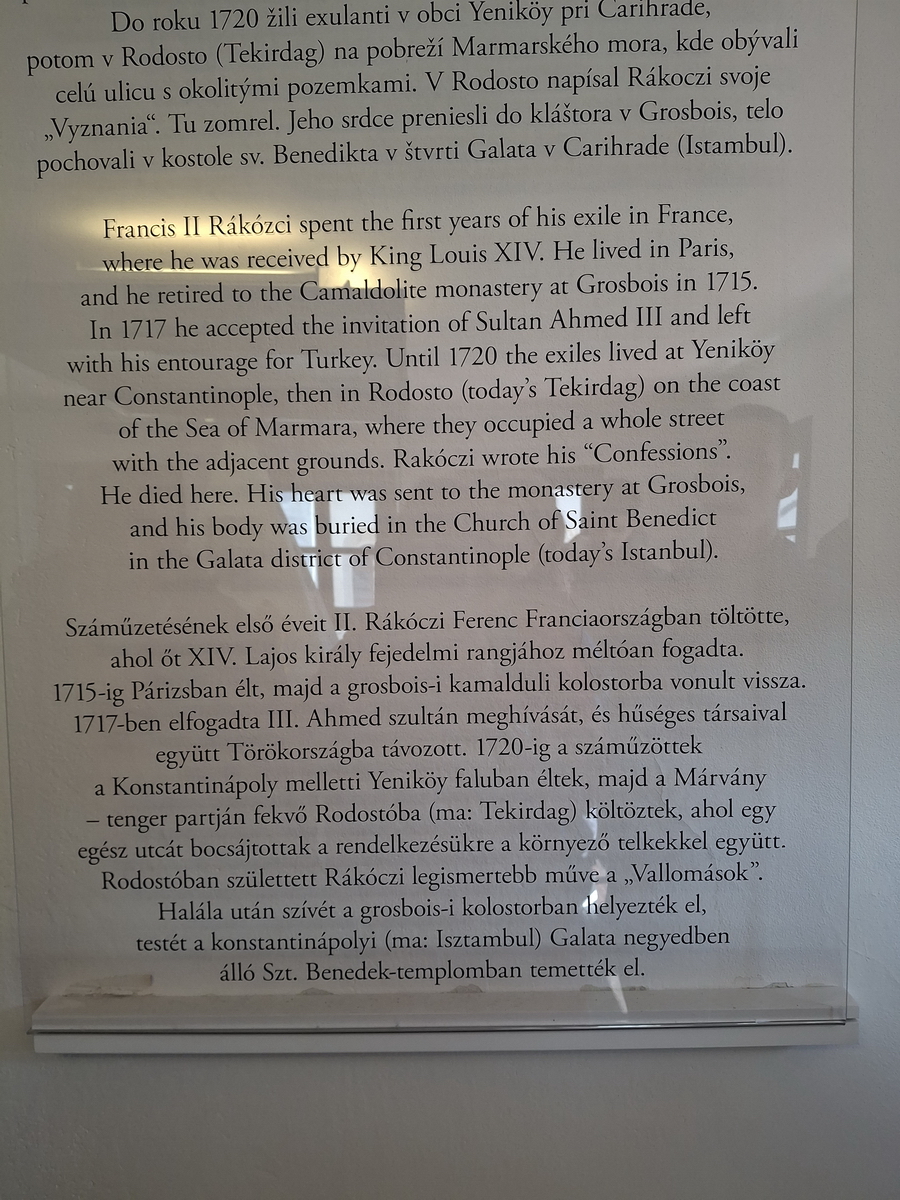 Do roku 1720 žili exulanti v obci Yeniköy pri Carihrade,
potom v Rodosto (Tekirdag) na pobreží Marmarského mora, kde obývali
celú ulicu s okolitými pozemkami. V Rodosto napísal Rákoczi svoje
„Vyznania“. Tu zomrel. Jeho srdce preniesli do kláštora v Grosbois, telo
pochovali v kostole sv. Benedikta v štvrti Galata v Carihrade (Istambul).
Francis II Rákózci spent the first years of his exile in France,
where he was received by King Louis XIV. He lived in Paris,
and he retired to the Camaldolite monastery at Grosbois in 1715.
In 1717 he accepted the invitation of Sultan Ahmed III and left
with his entourage for Turkey. Until 1720 the exiles lived at Yeniköy
near Constantinople, then in Rodosto (today’s Tekirdag) on the coast
of the Sea of Marmara, where they occupied a whole street
with the adjacent grounds. Rakóczi wrote his “Confessions”.
He died here. His heart was sent to the monastery at Grosbois,
and his body was buried in the Church of Saint Benedict
in the Galata district of Constantinople (today’s Istanbul).
Száműzetésének első éveit II. Rákóczi Ferenc Franciaországban töltötte,
ahol őt XIV. Lajos király fejedelmi rangjához méltóan fogadta.
1715-ig Párizsban élt, majd a grosbois-i kamalduli kolostorba vonult vissza.
1717-ben elfogadta III. Ahmed szultán meghívását, és hűséges társaival
együtt Törökországba távozott. 1720-ig a száműzöttek
a Konstantinápoly melletti Yeniköy faluban éltek, majd a Márvány
– tenger partján fekvő Rodostóba (ma: Tekirdag) költöztek, ahol egy
egész utcát bocsájtottak a rendelkezésükre a környező telkekkel együtt.
Rodostóban születtett Rákóczi legismertebb műve a „Vallomások”.
Halála után szívét a grosbois-i kolostorban helyezték el,
testét a konstantinápolyi (ma: Isztambul) Galata negyedben
álló Szt. Benedek-templomban temették el.